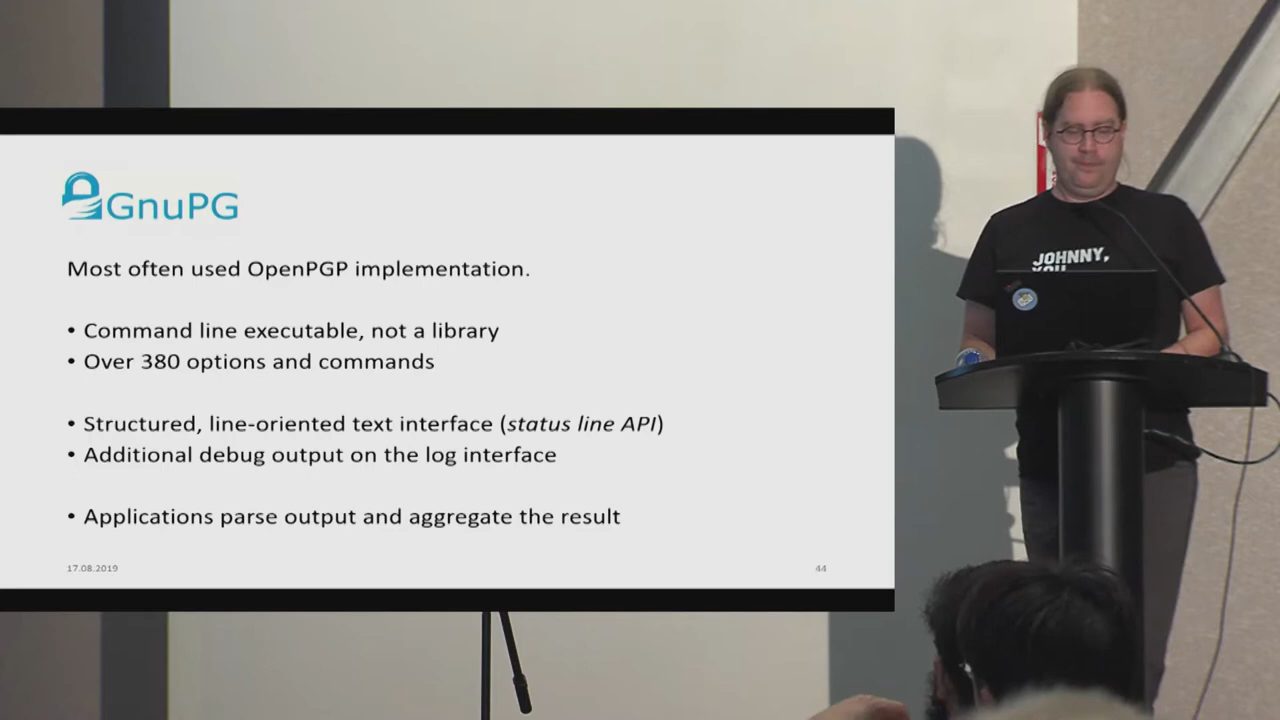 GnuPG
Most often used OpenPGP implementation.
• Command line executable, not a library
• Over 380 options and commands
• Structured, line-oriented text interface (status line API)
• Additional debug output on the log interface
• Applications parse output and aggregate the result
17.08.2019
44
JOHNNY,
YOU